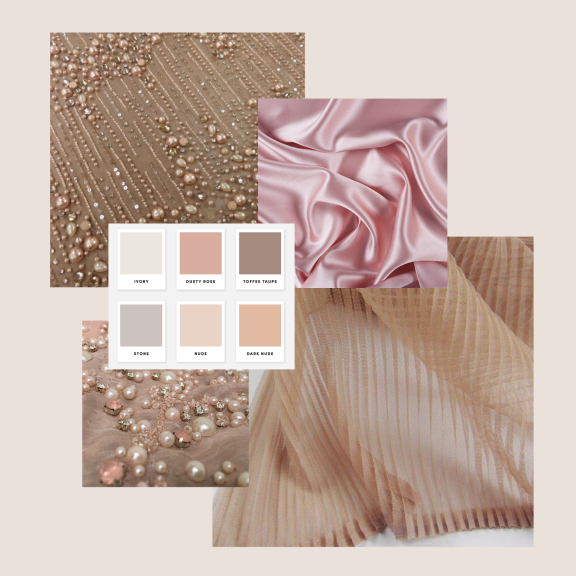 IVORY DUSTY ROSE TOFFEE TAUPE
STONE NUDE DARK NUDE